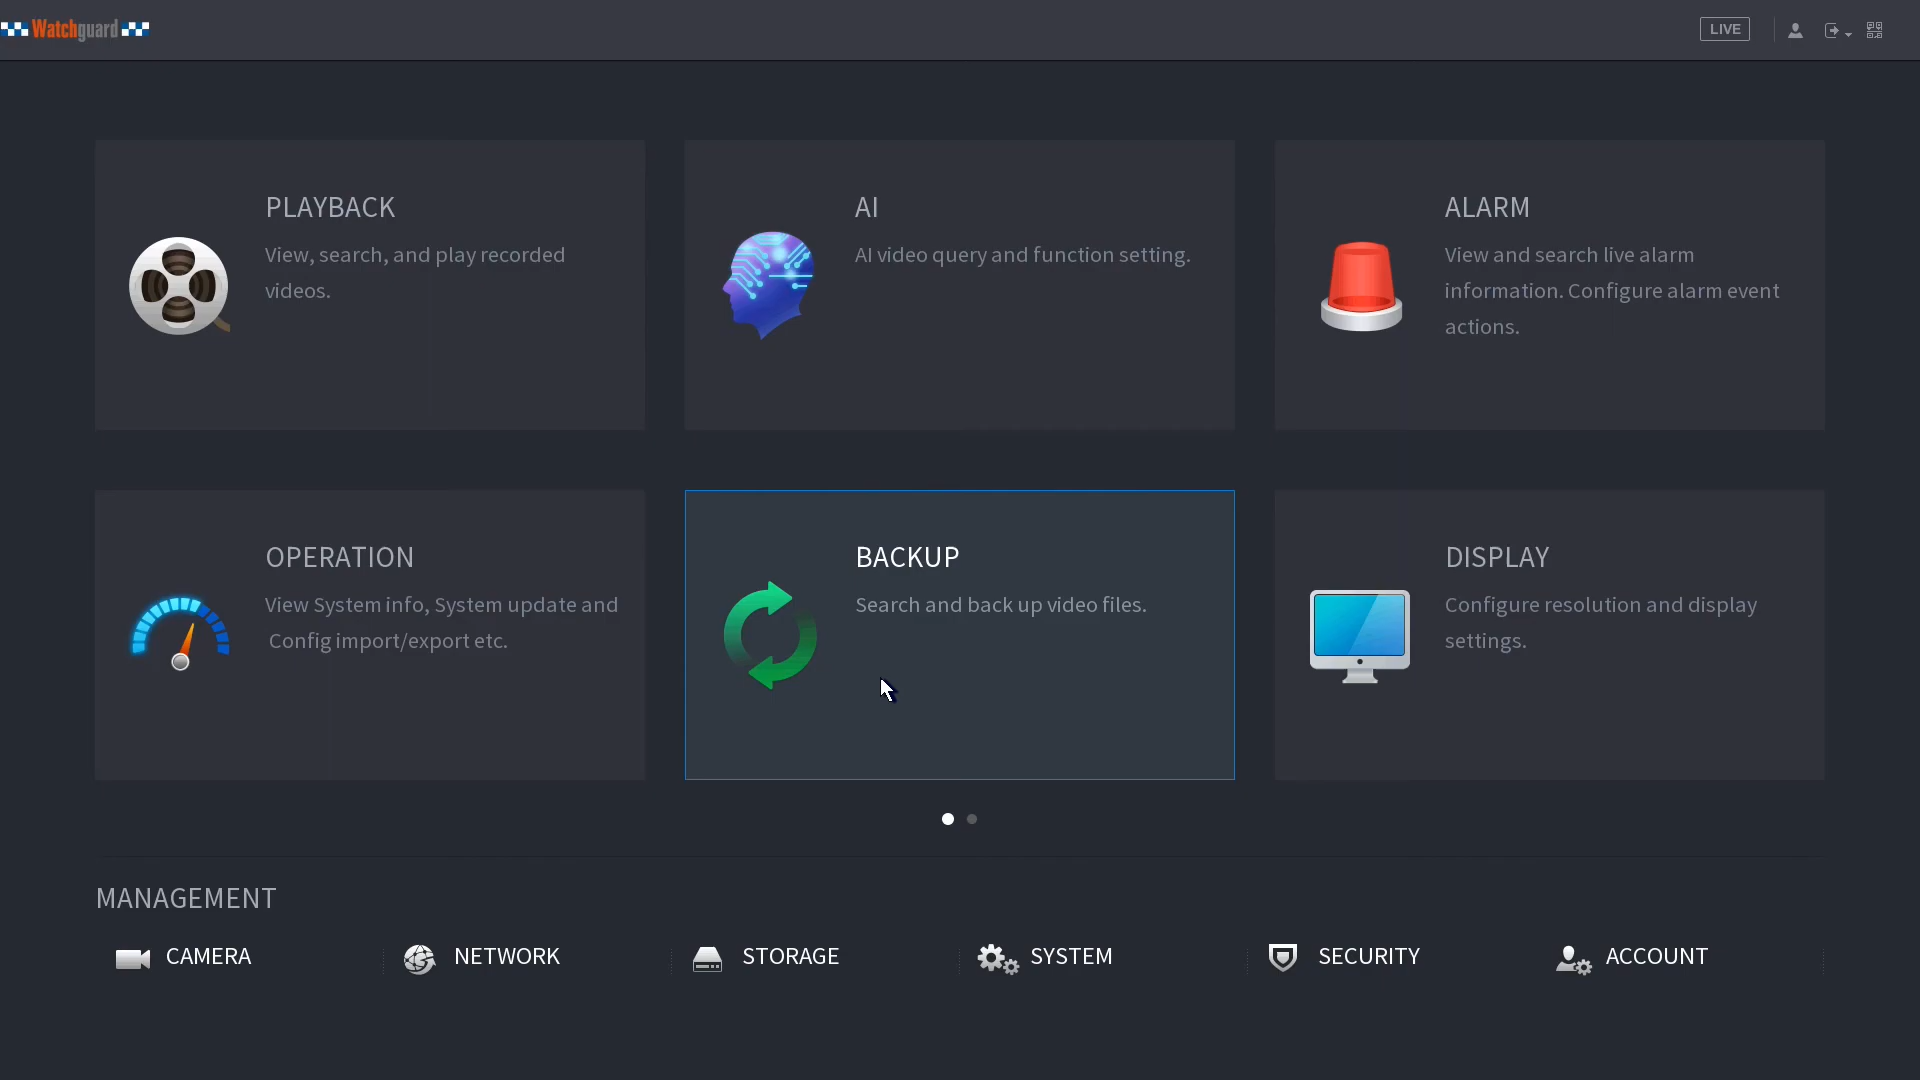 Watchguard
LIVE
PLAYBACK
View, search, and play recorded
videos.
AI
AI video query and function setting.
ALARM
View and search live alarm
information. Configure alarm event
actions.
OPERATION
View System info, System update and
Config import/export etc.
BACKUP
Search and back up video files.
DISPLAY
Configure resolution and display
settings.
MANAGEMENT
CAMERA
NETWORK
STORAGE
SYSTEM
SECURITY
ACCOUNT